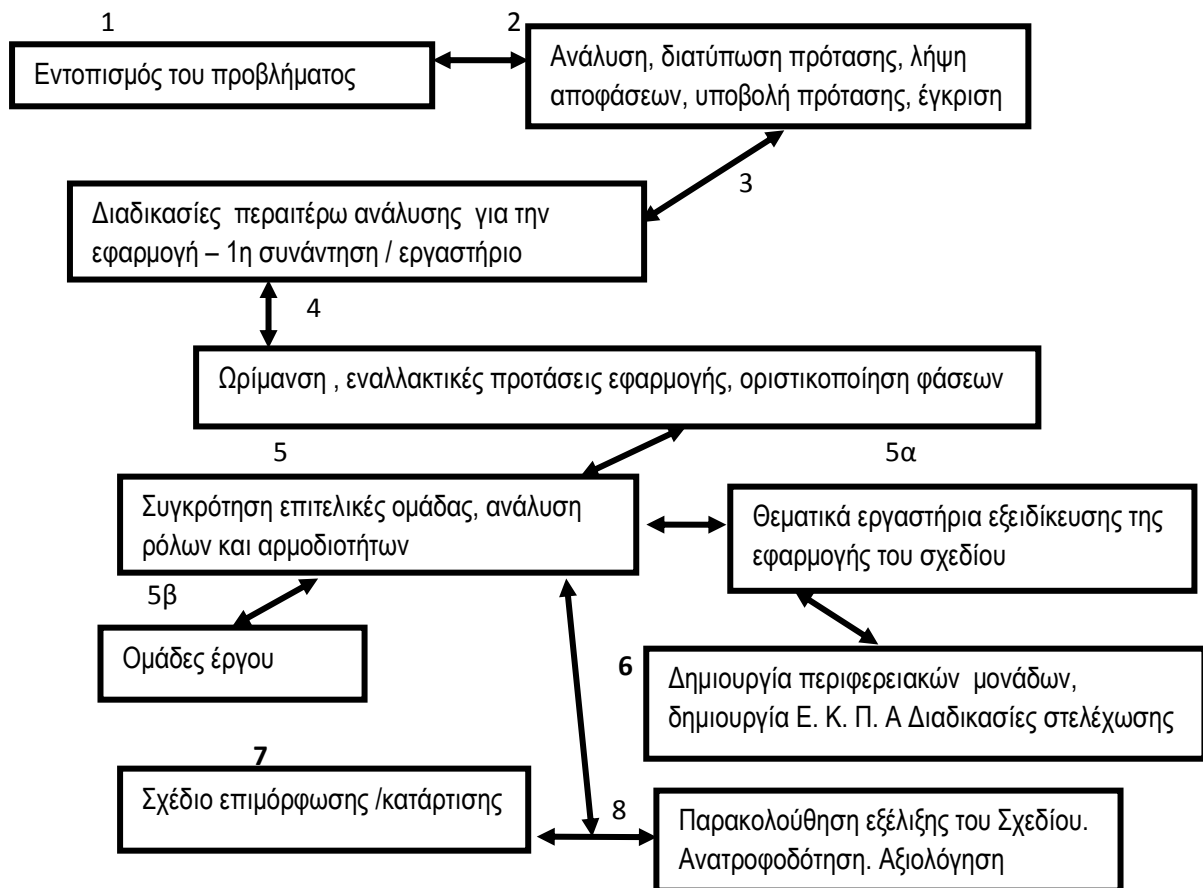 1
Εντοπισμός του προβλήματος
2
Ανάλυση, διατύπωση πρότασης, λήψη
αποφάσεων, υποβολή πρότασης, έγκριση
3
Διαδικασίες περαιτέρω ανάλυσης για την
εφαρμογή – 1η συνάντηση / εργαστήριο
4
Ωρίμανση , εναλλακτικές προτάσεις εφαρμογής, οριστικοποίηση φάσεων
5
Συγκρότηση επιτελικές ομάδας, ανάλυση
ρόλων και αρμοδιοτήτων
5α
Θεματικά εργαστήρια εξειδίκευσης της
εφαρμογής του σχεδίου
5β
Ομάδες έργου
6
Δημιουργία περιφερειακών μονάδων,
δημιουργία Ε. Κ. Π. Α Διαδικασίες στελέχωσης
7
Σχέδιο επιμόρφωσης /κατάρτισης
8
Παρακολούθηση εξέλιξης του Σχεδίου.
Ανατροφοδότηση. Αξιολόγηση